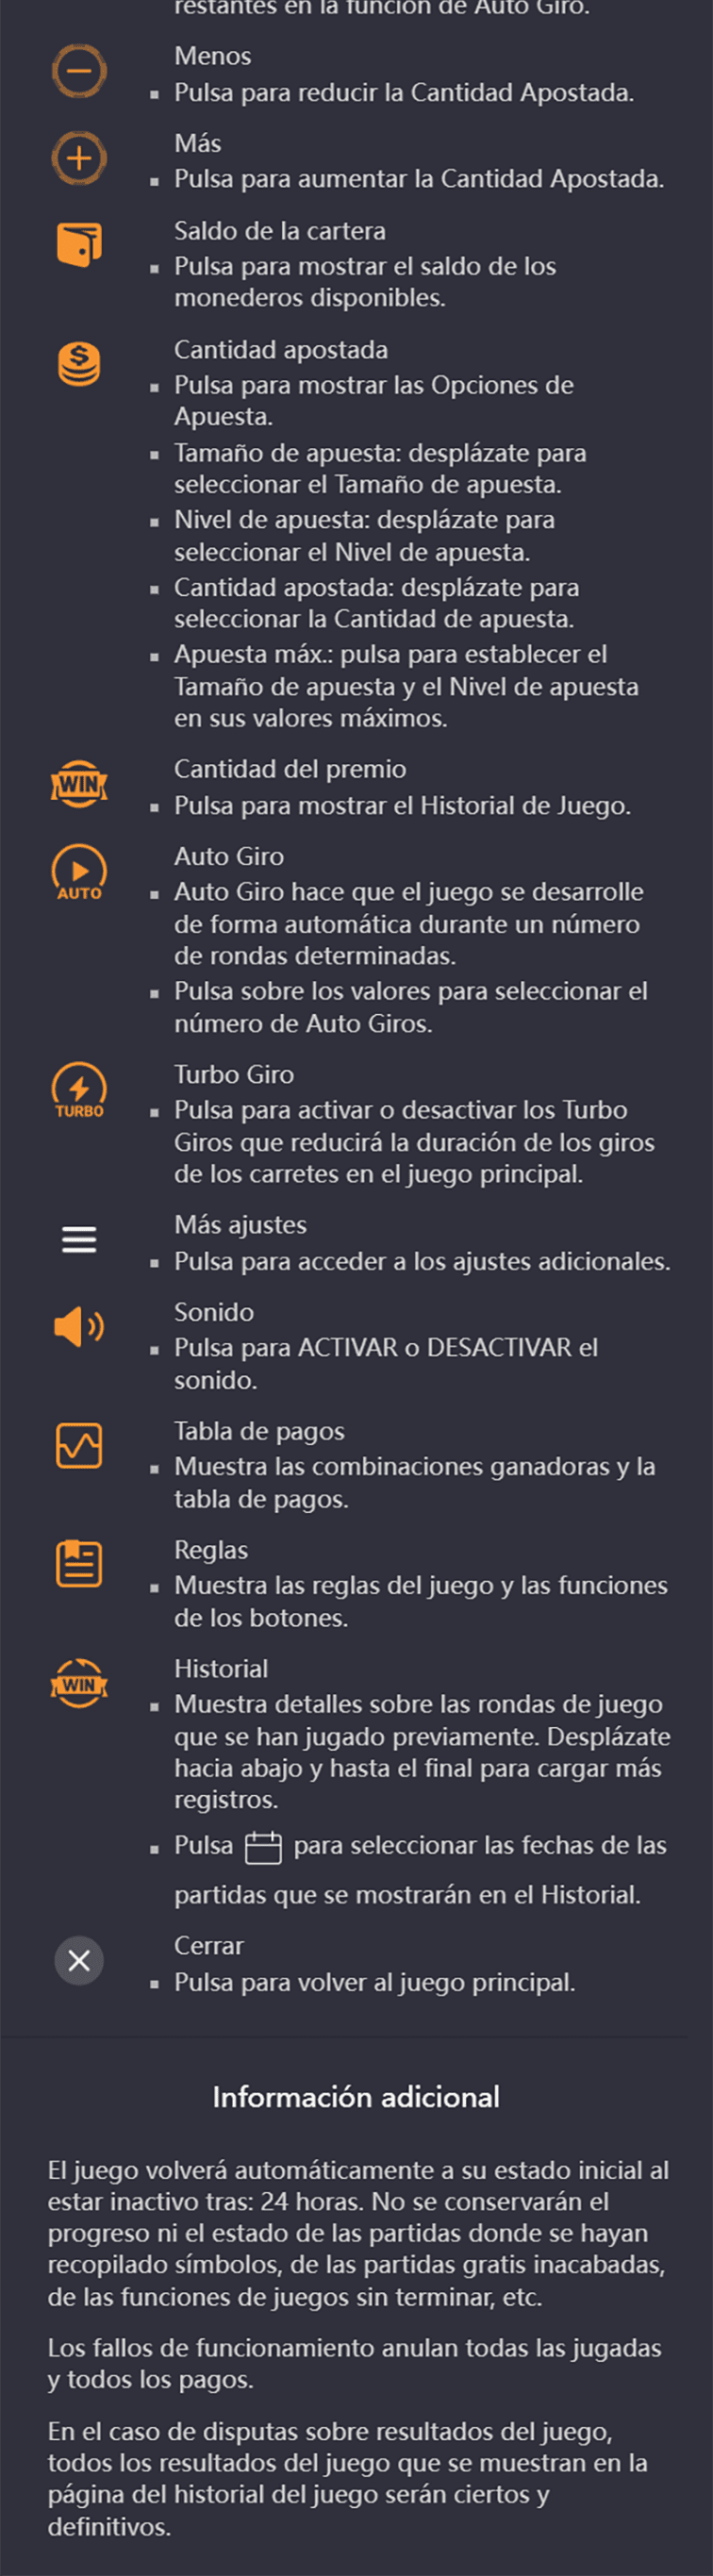 restantes en la función de Auto Giro.
Menos
Pulsa para reducir la Cantidad Apostada.
Más
Pulsa para aumentar la Cantidad Apostada.
Saldo de la cartera
Pulsa para mostrar el saldo de los
monederos disponibles.
Cantidad apostada
Pulsa para mostrar las Opciones de
Apuesta.
Tamaño de apuesta: desplázate para
seleccionar el Tamaño de apuesta.
Nivel de apuesta: desplázate para
seleccionar el Nivel de apuesta.
Cantidad apostada: desplázate para
seleccionar la Cantidad de apuesta.
Apuesta máx.: pulsa para establecer el
Tamaño de apuesta y el Nivel de apuesta
en sus valores máximos.
WIN
Cantidad del premio
Pulsa para mostrar el Historial de Juego.
AUTO
Auto Giro
Auto Giro hace que el juego se desarrolle
de forma automática durante un número
de rondas determinadas.
Pulsa sobre los valores para seleccionar el
número de Auto Giros.
TURBO
Turbo Giro
Pulsa para activar o desactivar los Turbo
Giros que reducirá la duración de los giros
de los carretes en el juego principal.
Más ajustes
Pulsa para acceder a los ajustes adicionales.
Sonido
Pulsa para ACTIVAR o DESACTIVAR el
sonido.
Tabla de pagos
Muestra las combinaciones ganadoras y la
tabla de pagos.
Reglas
Muestra las reglas del juego y las funciones
de los botones.
WIN
Historial
Muestra detalles sobre las rondas de juego
que se han jugado previamente. Desplázate
hacia abajo y hasta el final para cargar más
registros.
Pulsa para seleccionar las fechas de las
partidas que se mostrarán en el Historial.
Cerrar
Pulsa para volver al juego principal.
Información adicional
El juego volverá automáticamente a su estado inicial al
estar inactivo tras: 24 horas. No se conservarán el
progreso ni el estado de las partidas donde se hayan
recopilado símbolos, de las partidas gratis inacabadas,
de las funciones de juegos sin terminar, etc.
Los fallos de funcionamiento anulan todas las jugadas
y todos los pagos.
En el caso de disputas sobre resultados del juego,
todos los resultados del juego que se muestran en la
página del historial del juego serán ciertos y
definitivos.